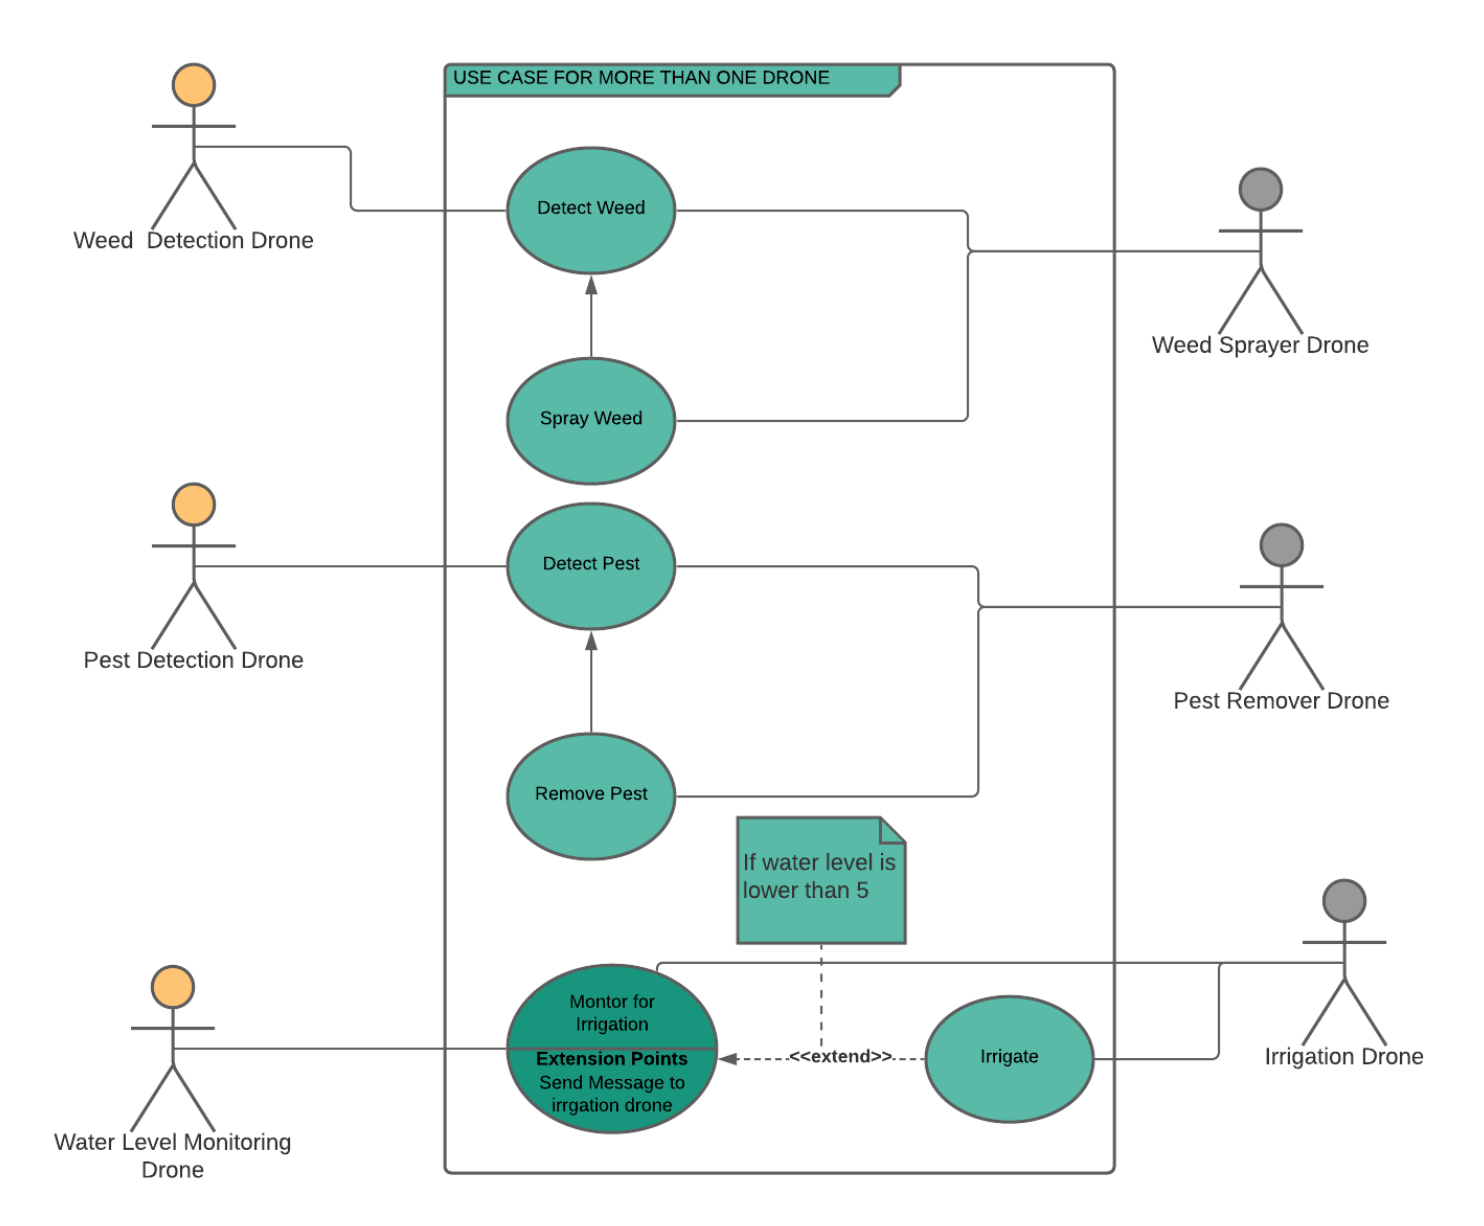 USE CASE FOR MORE THAN ONE DRONE
Weed  Detection Drone
Detect Weed
Weed Sprayer Drone
Spray Weed
Pest Detection Drone
Detect Pest
Pest Remover Drone
Remove Pest
If water level is
lower than 5
Water Level Monitoring
Drone
Montor for
Irrigation
Extension Points
Send Message to
irrgation drone
<<extend>>
Irrigate
Irrigation Drone